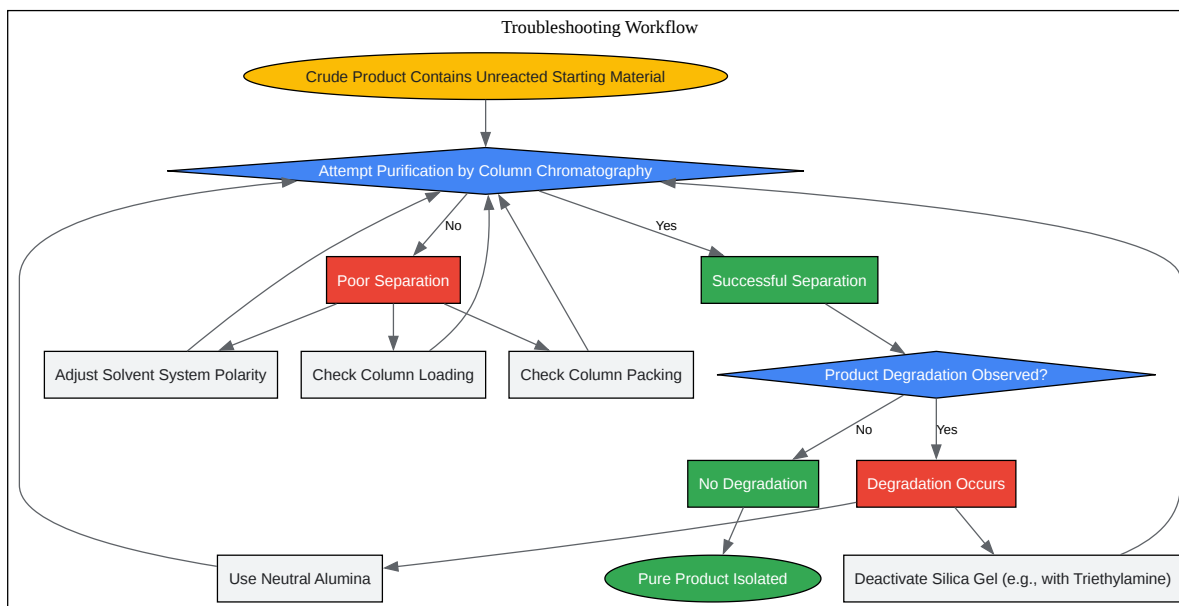 Troubleshooting Workflow
Crude Product Contains Unreacted Starting Material
Attempt Purification by Column Chromatography
No
Yes
Poor Separation
Successful Separation
Adjust Solvent System Polarity
Check Column Loading
Check Column Packing
Product Degradation Observed?
No
Yes
No Degradation
Degradation Occurs
Use Neutral Alumina
Pure Product Isolated
Deactivate Silica Gel (e.g., with Triethylamine)